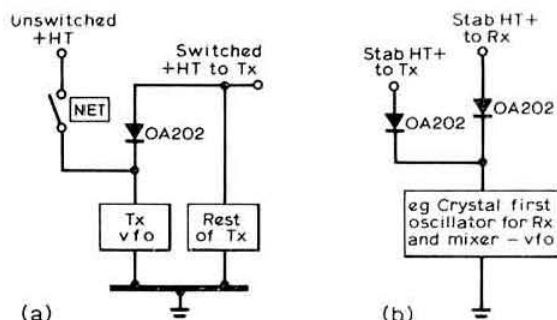 Unswitched
+HT
NET
Switched
+HT to Tx
OA202
Tx
vfo
Rest
of Tx
(a)
Stab HT+
to Rx
Stab HT+
to Tx
OA202
OA202
eg Crystal first
oscillator for Rx
and mixer - vfo
(b)